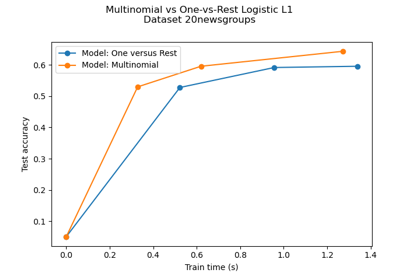 Multinomial vs One-vs-Rest Logistic L1
Dataset 20newsgroups
Model: One versus Rest
Model: Multinomial
Test accuracy
0.6
0.5
0.4
0.3
0.2
0.1
0.0 0.2 0.4 0.6 0.8 1.0 1.2 1.4
Train time (s)